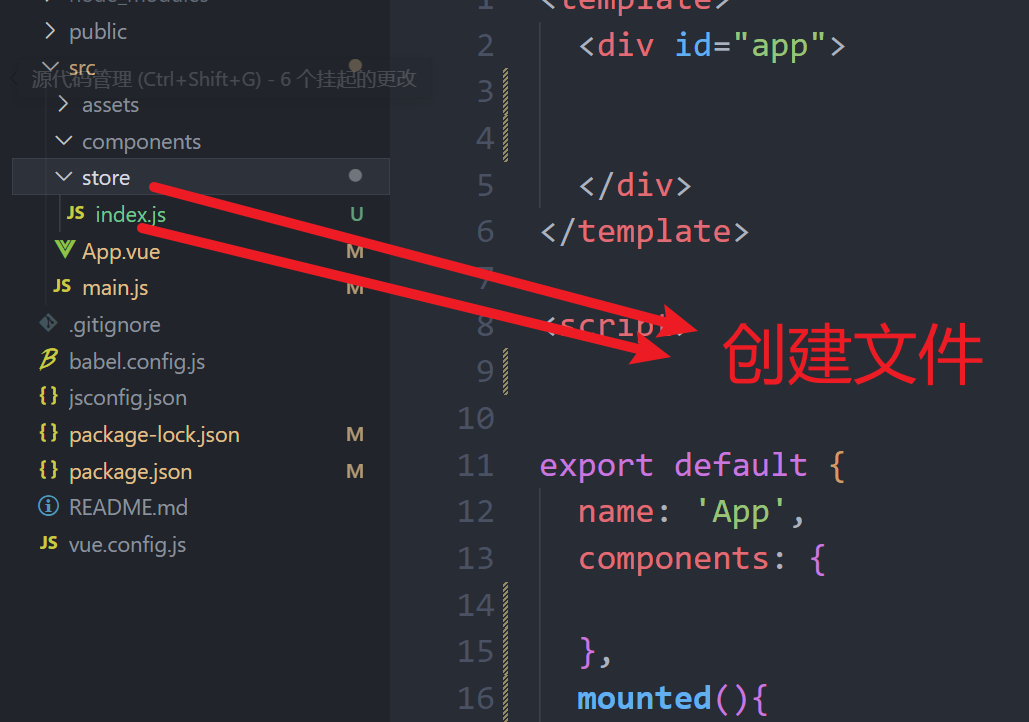 node_modules
public
src
源代码管理 (Ctrl+Shift+G) - 6 个挂起的更改
assets
components
store
JS index.js U
App.vue M
JS main.js M
.gitignore
babel.config.js
{} jsconfig.json
{} package-lock.json M
{} package.json M
README.md
JS vue.config.js
1 <template>
2 <div id="app">
3
4
5 </div>
6 </template>
7
8 <script>
9
10
11 export default {
12 name: 'App',
13 components: {
14
15 },
16 mounted(){
创建文件